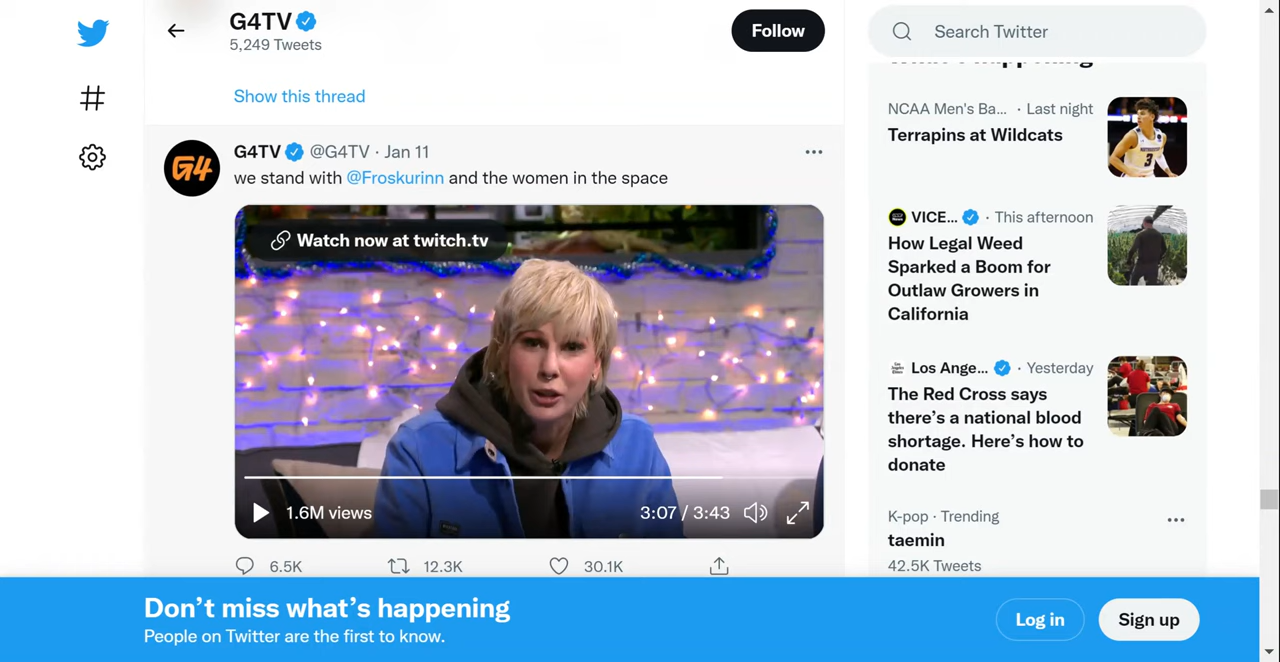 G4TV
5,249 Tweets
Follow
Search Twitter
Show this thread
What's happening
NCAA Men's Ba... · Last night
Terrapins at Wildcats
G4TV @G4TV · Jan 11
we stand with @Froskurinn and the women in the space
Watch now at twitch.tv
1.6M views
3:07 / 3:43
6.5K
12.3K
30.1K
VICE... · This afternoon
How Legal Weed
Sparked a Boom for
Outlaw Growers in
California
Los Ange... · Yesterday
The Red Cross says
there's a national blood
shortage. Here's how to
donate
K-pop · Trending
taemin
42.5K Tweets
Don't miss what's happening
People on Twitter are the first to know.
Log in
Sign up